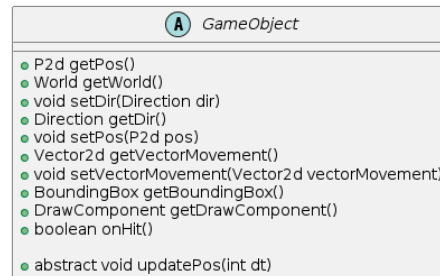 A GameObject
P2d getPos()
World getWorld()
void setDir(Direction dir)
Direction getDir()
void setPos(P2d pos)
Vector2d getVectorMovement()
void setVectorMovement(Vector2d vectorMovement)
BoundingBox getBoundingBox()
DrawComponent getDrawComponent()
boolean onHit()
abstract void updatePos(int dt)